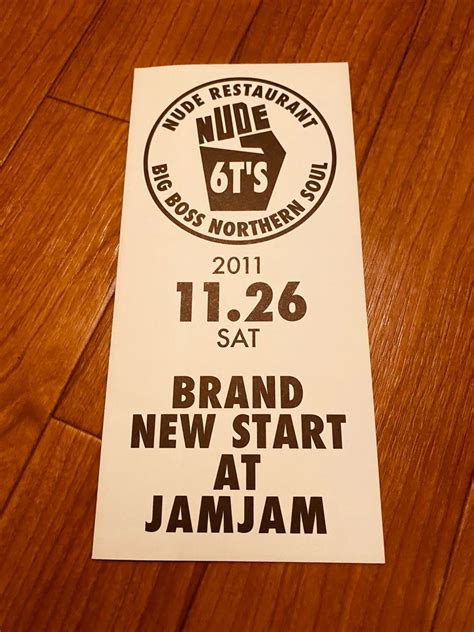 NUDE RESTAURANT
NUDE
6T'S
BIG BOSS NORTHERN SOUL
2011
11.26
SAT
BRAND
NEW START
AT
JAMJAM